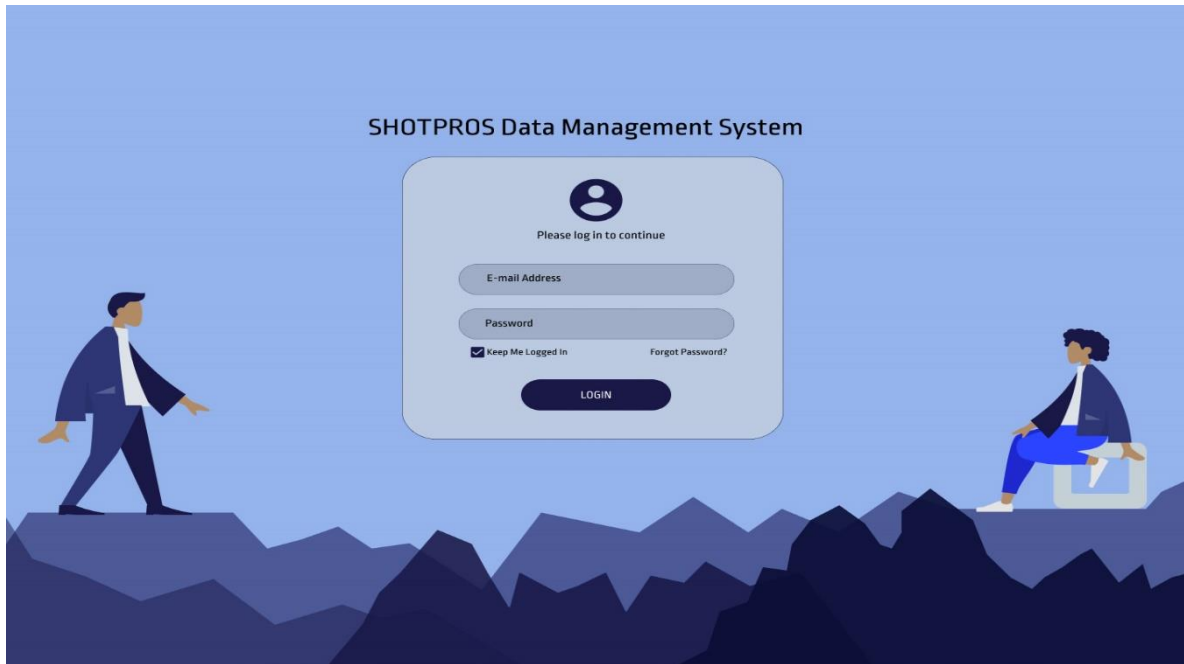 SHOTPROS Data Management System
Please log in to continue
E-mail Address
Password
Keep Me Logged In Forgot Password?
LOGIN